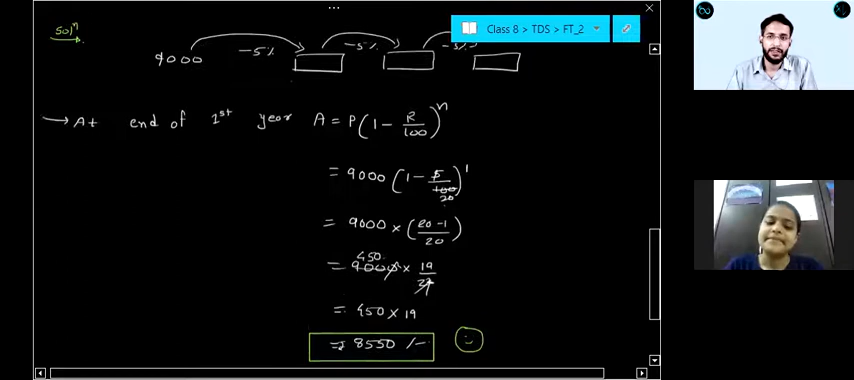 Solⁿ
Class 8 > TDS > FT_2
9000 -5% -5% -5%
→ At end of 1st year A = P(1 - R/100)^n
= 9000 (1 - 5/100 20)^1
= 9000 × (20-1/20)
= 9000 450 × 19/20
= 450 × 19
⇒ 8550 /-